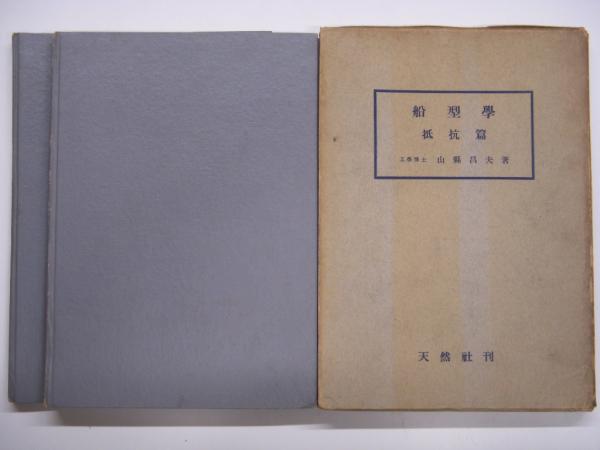 船型學
抵抗篇
工學博士 山縣昌夫著
天然社刊